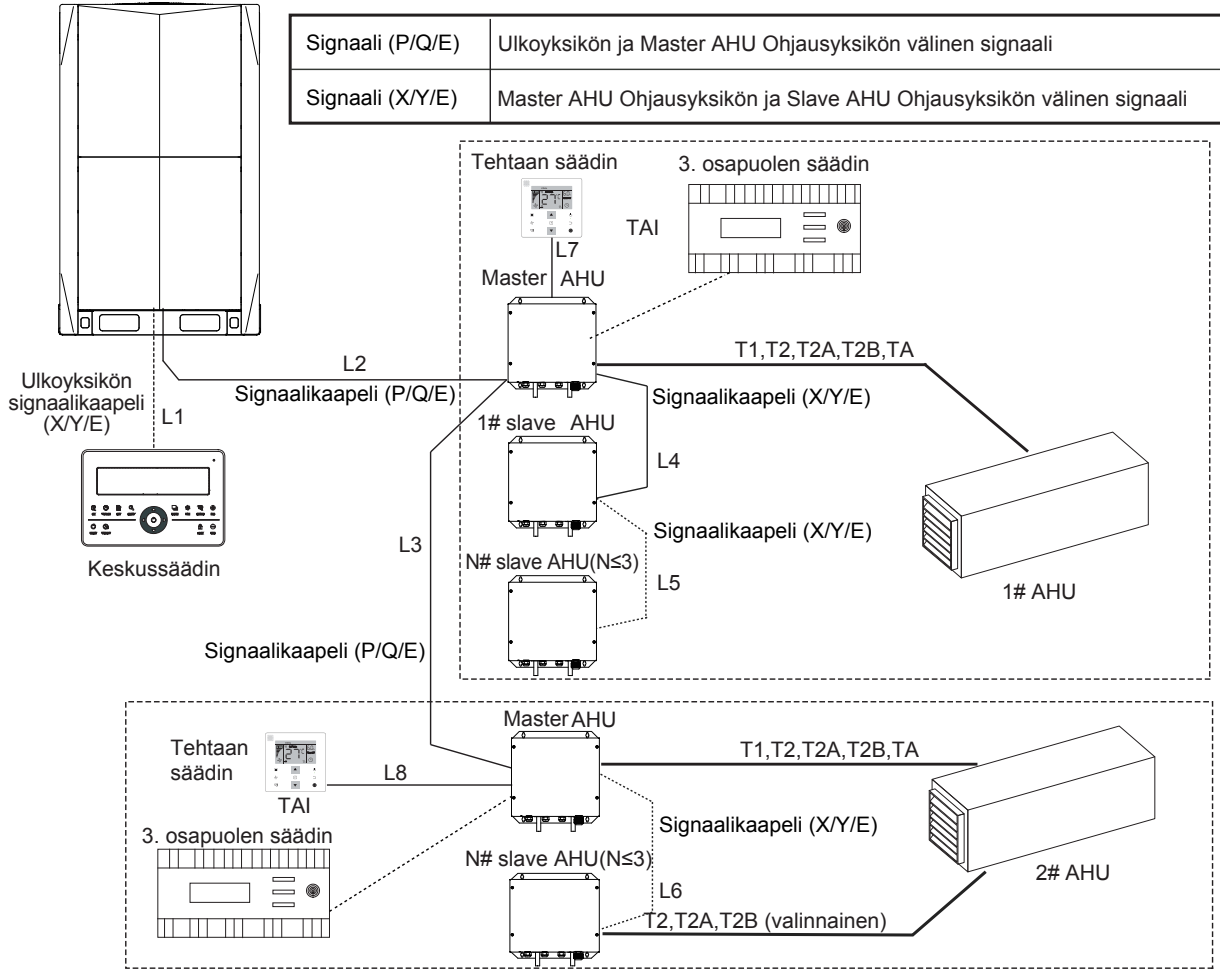 Signaali (P/Q/E)
Ulkoyksikön ja Master AHU Ohjausyksikön välinen signaali
Signaali (X/Y/E)
Master AHU Ohjausyksikön ja Slave AHU Ohjausyksikön välinen signaali
Tehtaan säädin
3. osapuolen säädin
TAI
L7
Master AHU
L2
Signaalikaapeli (P/Q/E)
T1,T2,T2A,T2B,TA
Ulkoyksikön
signaalikaapeli
(X/Y/E)
L1
Signaalikaapeli (X/Y/E)
1# slave AHU
L4
Signaalikaapeli (X/Y/E)
L3
N# slave AHU(N≤3)
L5
Keskussäädin
1# AHU
Signaalikaapeli (P/Q/E)
Master AHU
Tehtaan
säädin
L8
TAI
T1,T2,T2A,T2B,TA
3. osapuolen säädin
Signaalikaapeli (X/Y/E)
N# slave AHU(N≤3)
L6
2# AHU
T2,T2A,T2B (valinnainen)